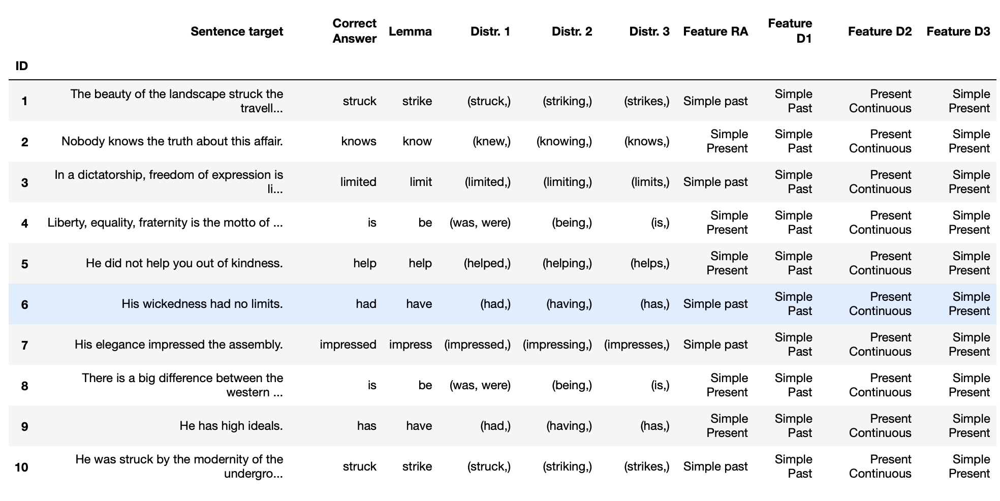 Sentence target Correct Answer Lemma Distr. 1 Distr. 2 Distr. 3 Feature RA Feature D1 Feature D2 Feature D3
ID
1 The beauty of the landscape struck the travell... struck strike (struck,) (striking,) (strikes,) Simple past Simple Past Present Continuous Simple Present
2 Nobody knows the truth about this affair. knows know (knew,) (knowing,) (knows,) Simple Present Simple Past Present Continuous Simple Present
3 In a dictatorship, freedom of expression is li... limited limit (limited,) (limiting,) (limits,) Simple past Simple Past Present Continuous Simple Present
4 Liberty, equality, fraternity is the motto of ... is be (was, were) (being,) (is,) Simple Present Simple Past Present Continuous Simple Present
5 He did not help you out of kindness. help help (helped,) (helping,) (helps,) Simple Present Simple Past Present Continuous Simple Present
6 His wickedness had no limits. had have (had,) (having,) (has,) Simple past Simple Past Present Continuous Simple Present
7 His elegance impressed the assembly. impressed impress (impressed,) (impressing,) (impresses,) Simple past Simple Past Present Continuous Simple Present
8 There is a big difference between the western ... is be (was, were) (being,) (is,) Simple Present Simple Past Present Continuous Simple Present
9 He has high ideals. has have (had,) (having,) (has,) Simple Present Simple Past Present Continuous Simple Present
10 He was struck by the modernity of the undergro... struck strike (struck,) (striking,) (strikes,) Simple past Simple Past Present Continuous Simple Present